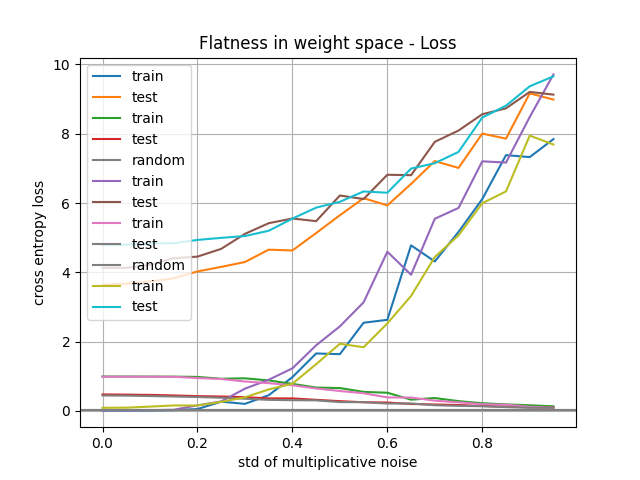 Flatness in weight space - Loss
10
8
6
4
2
0
cross entropy loss
train
test
train
test
random
train
test
train
test
random
train
test
0.0
0.2
0.4
0.6
0.8
std of multiplicative noise